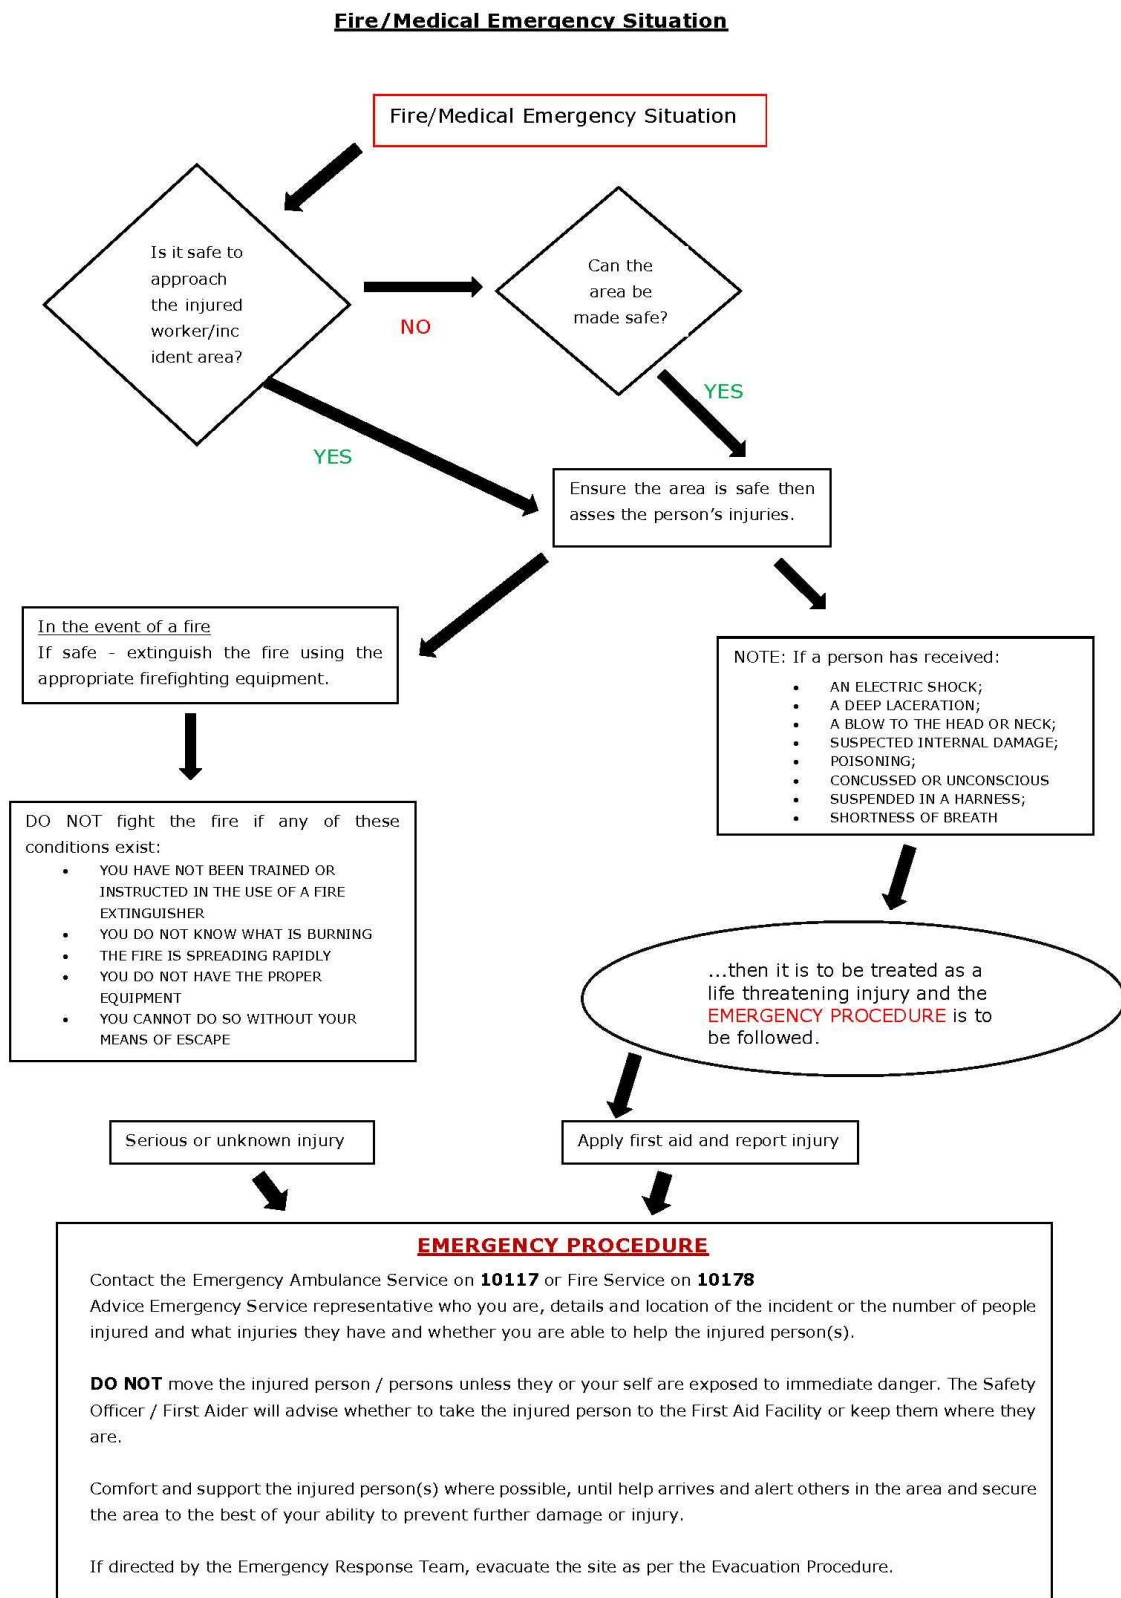 Fire/Medical Emergency Situation
Fire/Medical Emergency Situation
Is it safe to
approach
the injured
worker/inc
ident area?
NO
Can the
area be
made safe?
YES
YES
Ensure the area is safe then
asses the person's injuries.
In the event of a fire
If safe - extinguish the fire using the
appropriate firefighting equipment.
NOTE: If a person has received:
• AN ELECTRIC SHOCK;
• A DEEP LACERATION;
• A BLOW TO THE HEAD OR NECK;
• SUSPECTED INTERNAL DAMAGE;
• POISONING;
• CONCUSSED OR UNCONSCIOUS
• SUSPENDED IN A HARNESS;
• SHORTNESS OF BREATH
DO NOT fight the fire if any of these
conditions exist:
• YOU HAVE NOT BEEN TRAINED OR
INSTRUCTED IN THE USE OF A FIRE
EXTINGUISHER
• YOU DO NOT KNOW WHAT IS BURNING
• THE FIRE IS SPREADING RAPIDLY
• YOU DO NOT HAVE THE PROPER
EQUIPMENT
• YOU CANNOT DO SO WITHOUT YOUR
MEANS OF ESCAPE
...then it is to be treated as a
life threatening injury and the
EMERGENCY PROCEDURE is to
be followed.
Serious or unknown injury
Apply first aid and report injury
EMERGENCY PROCEDURE
Contact the Emergency Ambulance Service on 10117 or Fire Service on 10178
Advice Emergency Service representative who you are, details and location of the incident or the number of people
injured and what injuries they have and whether you are able to help the injured person(s).
DO NOT move the injured person / persons unless they or your self are exposed to immediate danger. The Safety
Officer / First Aider will advise whether to take the injured person to the First Aid Facility or keep them where they
are.
Comfort and support the injured person(s) where possible, until help arrives and alert others in the area and secure
the area to the best of your ability to prevent further damage or injury.
If directed by the Emergency Response Team, evacuate the site as per the Evacuation Procedure.